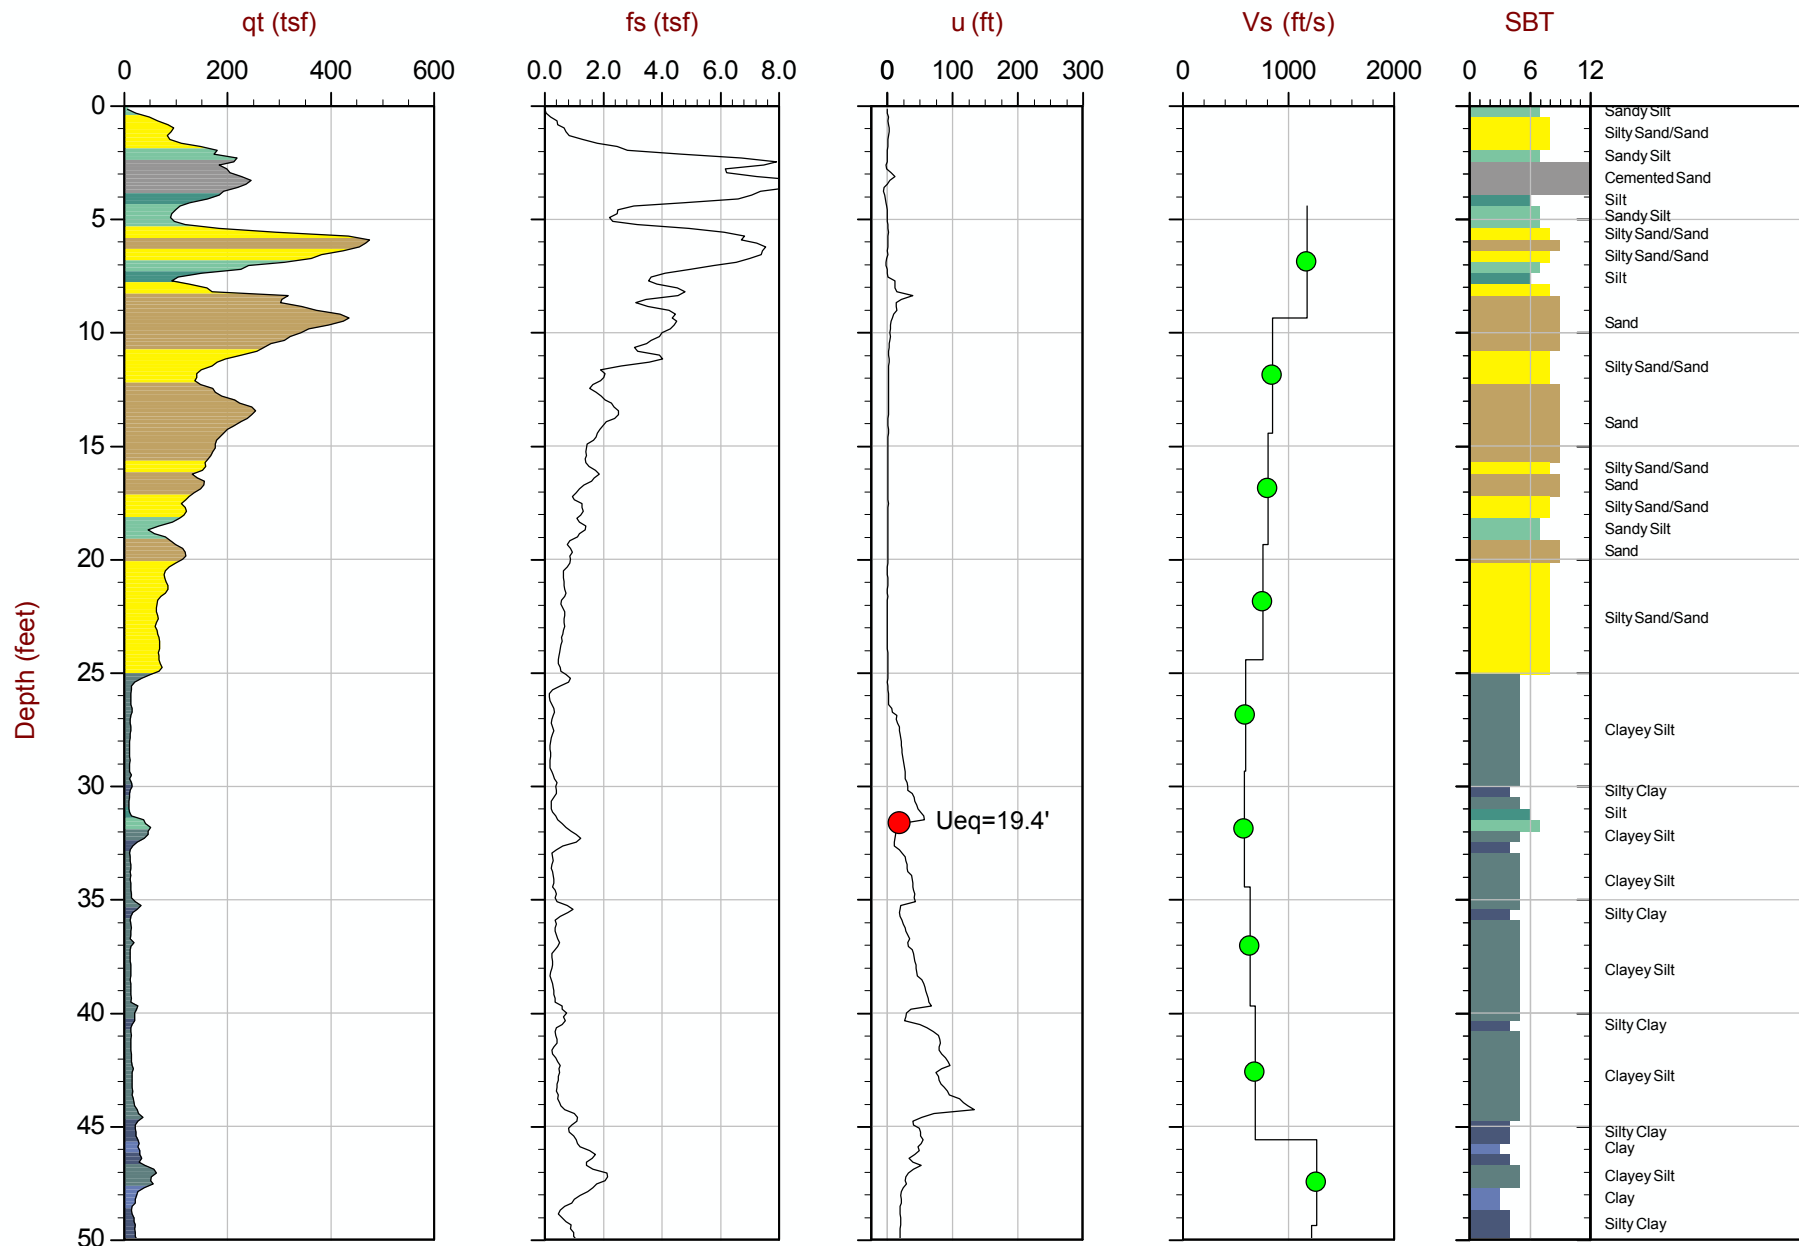 qt (tsf) fs (tsf) u (ft) Vs (ft/s) SBT
0 200 400 600 0.0 2.0 4.0 6.0 8.0 0 100 200 300 0 1000 2000 0 6 12
0
Sandy Silt
Silty Sand/Sand
Sandy Silt
Cemented Sand
Silt
5
Sandy Silt
Silty Sand/Sand
Silty Sand/Sand
Silt
Sand
10
Silty Sand/Sand
Sand
15
Silty Sand/Sand
Sand
Silty Sand/Sand
Sandy Silt
Sand
20
Silty Sand/Sand
25
Depth (feet)
Clayey Silt
30
Silty Clay
Silt
Ueq=19.4'
Clayey Silt
Clayey Silt
35
Silty Clay
Clayey Silt
40
Silty Clay
Clayey Silt
45
Silty Clay
Clay
Clayey Silt
Clay
Silty Clay
50